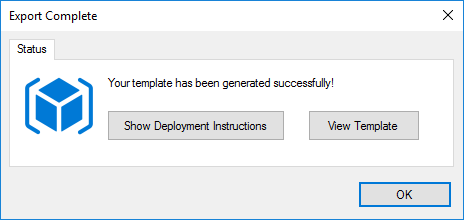 Export Complete
Status
Your template has been generated successfully!
Show Deployment Instructions
View Template
OK